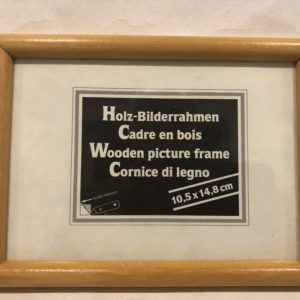 Holz-Bilderrahmen
Cadre en bois
Wooden picture frame
Cornice di legno
10,5 x 14,8 cm